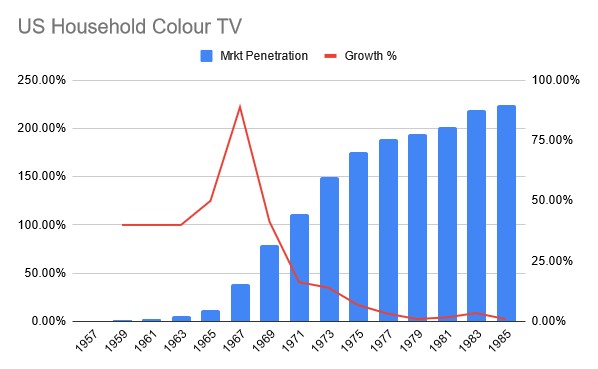 US Household Colour TV
Mrkt Penetration Growth %
250.00% 100.00%
200.00% 75.00%
150.00% 50.00%
100.00% 25.00%
50.00%
0.00% 0.00%
1957 1959 1961 1963 1965 1967 1969 1971 1973 1975 1977 1979 1981 1983 1985